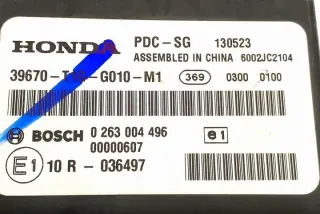 HONDA PDC-SG 130523
ASSEMBLED IN CHINA 6002JC2104
39670- G010-M1 369 0300 0100
BOSCH 0 263 004 496 e1
00000607
E1 10 R - 036497